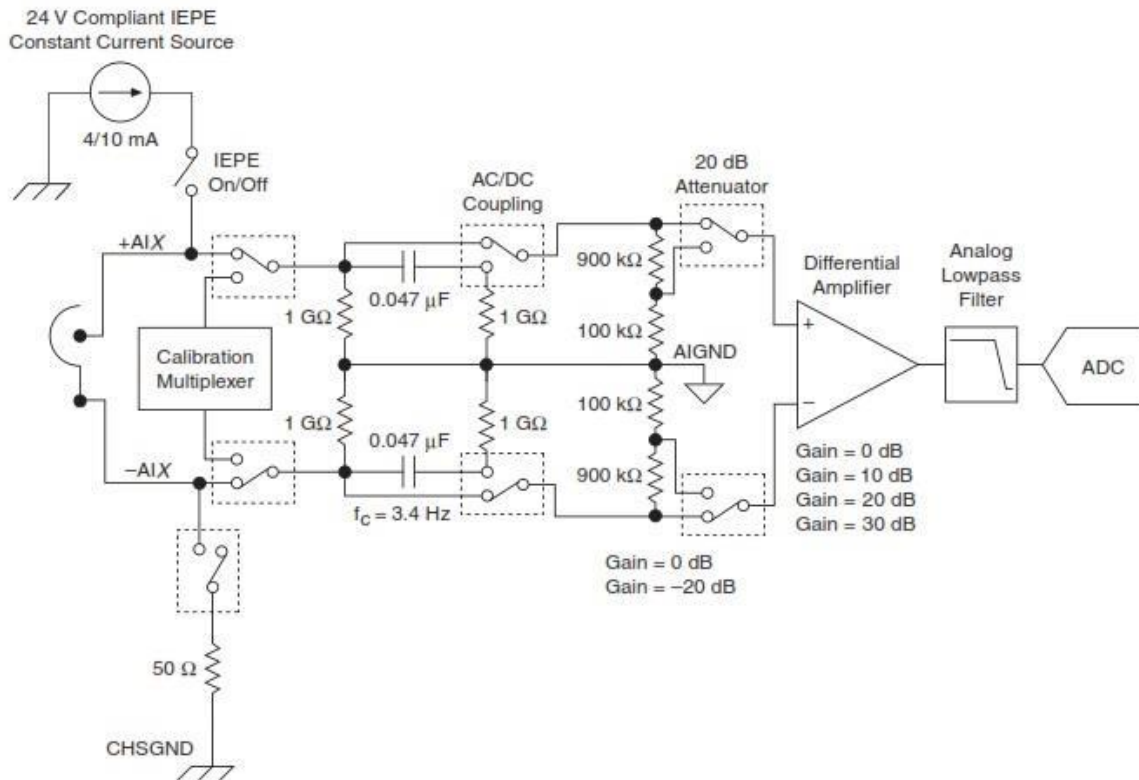 24 V Compliant IEPE
Constant Current Source
4/10 mA
IEPE
On/Off
AC/DC
Coupling
20 dB
Attenuator
+AIX
900 kΩ
Differential
Amplifier
Analog
Lowpass
Filter
0.047 µF
1 GΩ
1 GΩ
100 kΩ
+
Calibration
Multiplexer
AIGND
ADC
1 GΩ
0.047 µF
1 GΩ
100 kΩ
−
−AIX
900 kΩ
Gain = 0 dB
Gain = 10 dB
Gain = 20 dB
Gain = 30 dB
fc = 3.4 Hz
Gain = 0 dB
Gain = −20 dB
50 Ω
CHSGND